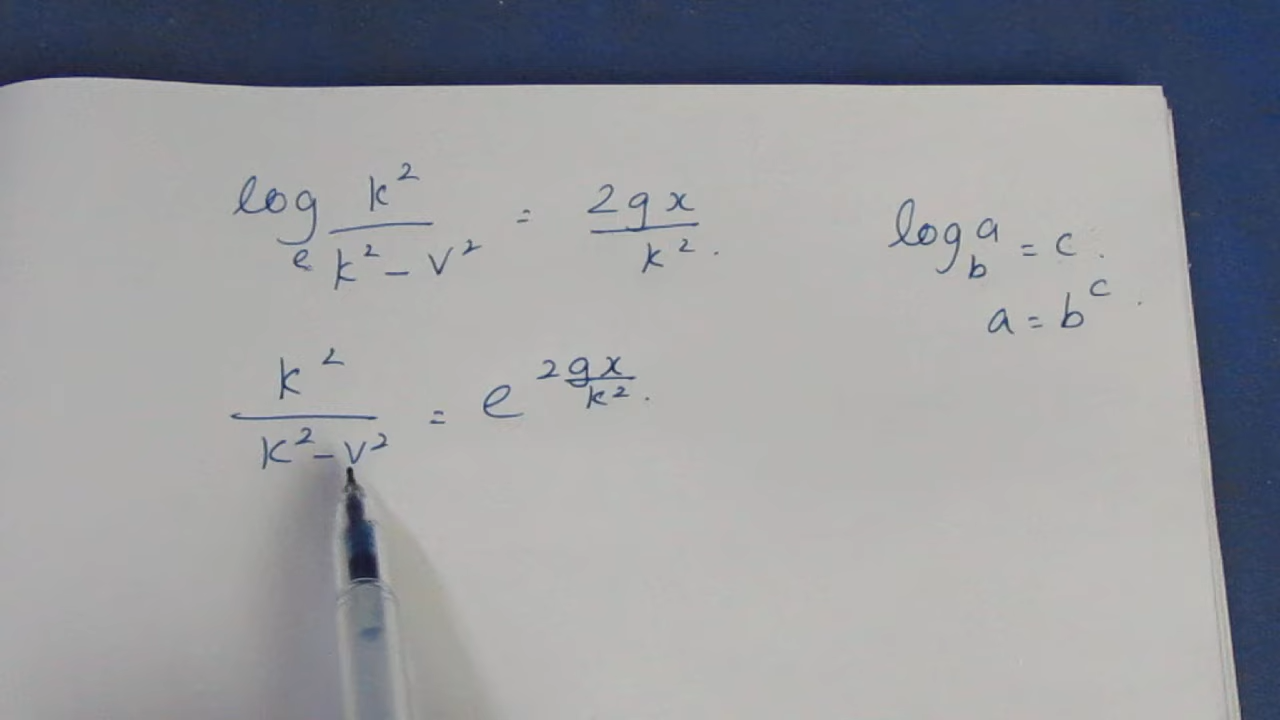 log_e k²/(k² – v²) = 2gx/k².
log_b a = c.
a = b^c.
k²/(k² – v²) = e^(2gx/k²).